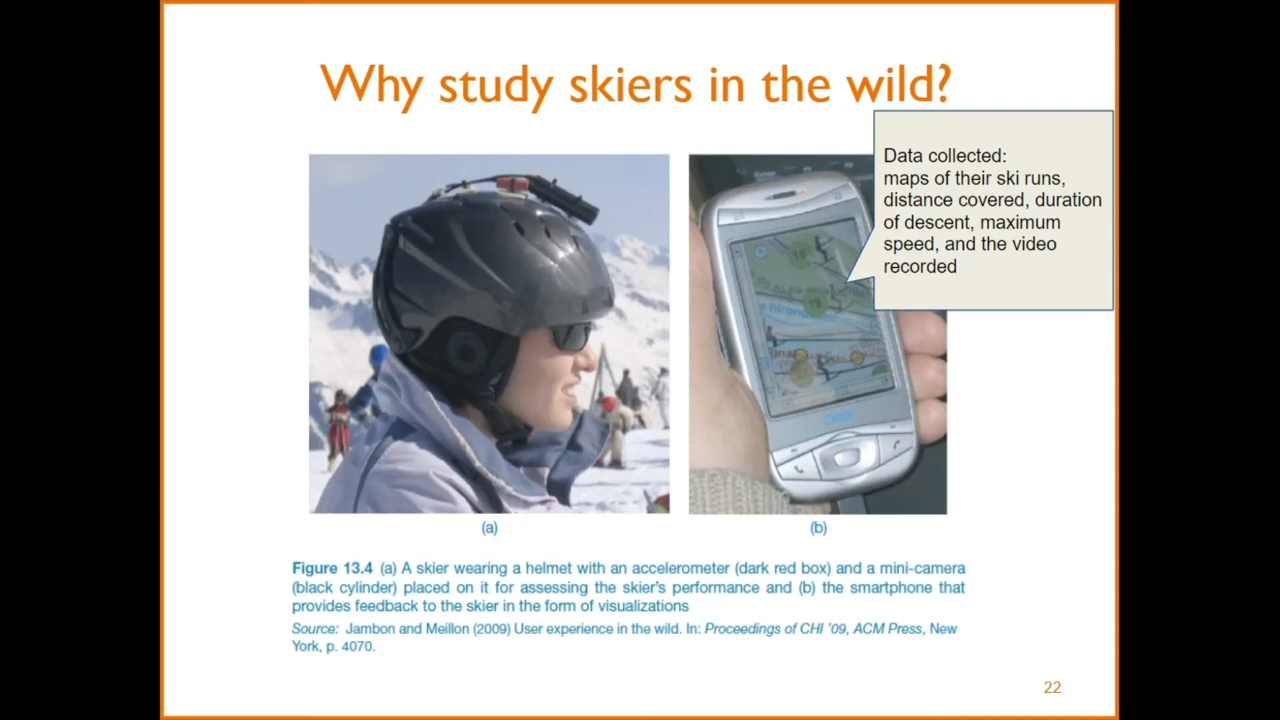 Why study skiers in the wild?
Data collected:
maps of their ski runs,
distance covered, duration
of descent, maximum
speed, and the video
recorded
18
19
(a)
(b)
Figure 13.4 (a) A skier wearing a helmet with an accelerometer (dark red box) and a mini-camera
(black cylinder) placed on it for assessing the skier's performance and (b) the smartphone that
provides feedback to the skier in the form of visualizations
Source: Jambon and Meillon (2009) User experience in the wild. In: Proceedings of CHI '09, ACM Press, New
York, p. 4070.
22